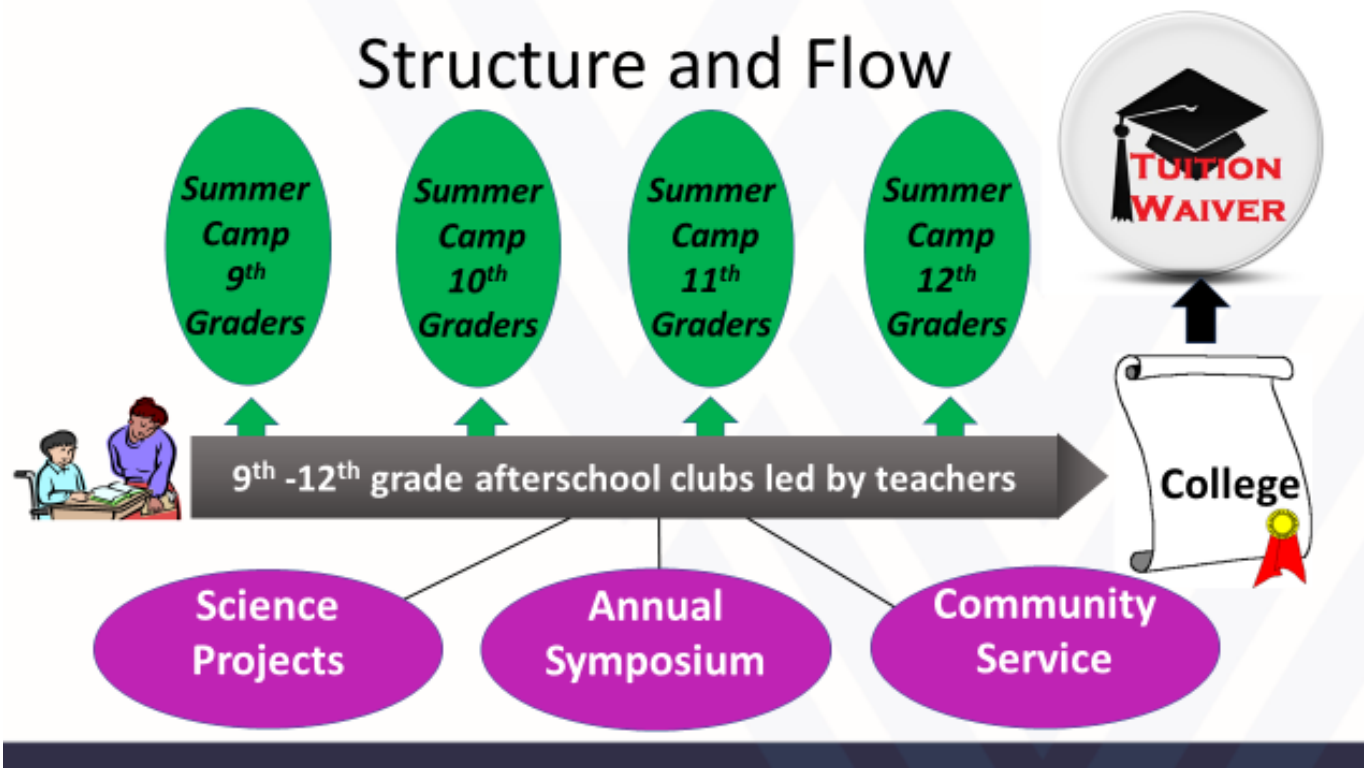 Structure and Flow
Summer
Camp
9th
Graders
Summer
Camp
10th
Graders
Summer
Camp
11th
Graders
Summer
Camp
12th
Graders
TUITION
WAIVER
9th -12th grade afterschool clubs led by teachers
College
Science
Projects
Annual
Symposium
Community
Service